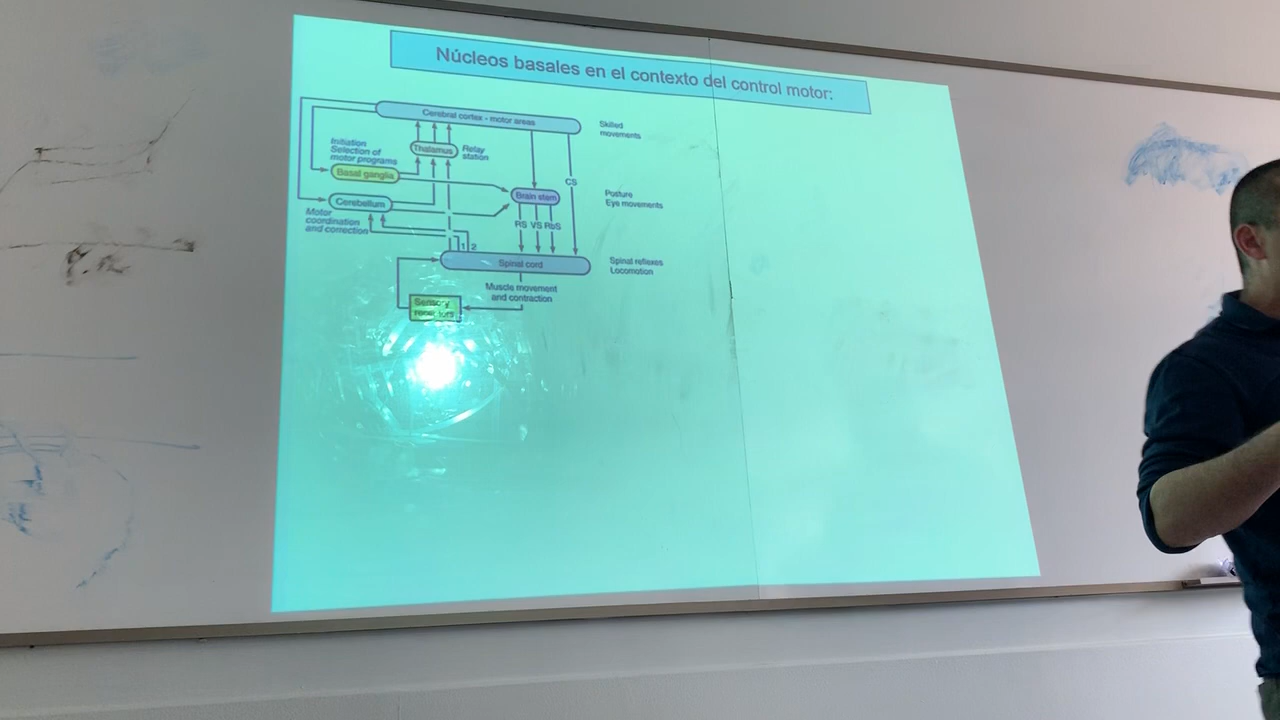 Núcleos basales en el contexto del control motor:
Cerebral cortex - motor areas
Skilled
movements
Initiation
Selection of
motor programs
Thalamus
Relay
station
Basal ganglia
CS
Cerebellum
Brain stem
Posture
Eye movements
Motor
coordination
and correction
RS VS RbS
1 2
Spinal cord
Spinal reflexes
Locomotion
Muscle movement
and contraction
Sensory
receptors